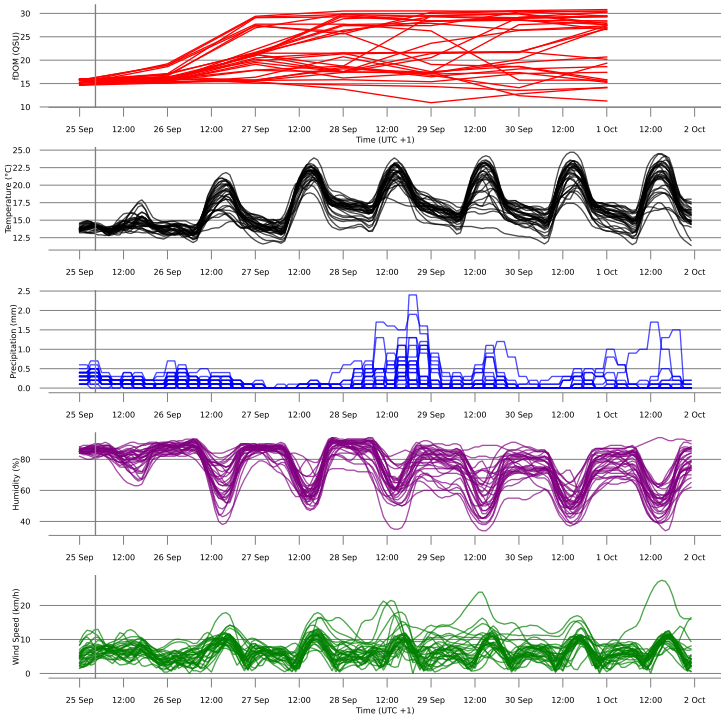 fDOM (QSU)
30
25
20
15
10
25 Sep 12:00 26 Sep 12:00 27 Sep 12:00 28 Sep 12:00 29 Sep 12:00 30 Sep 12:00 1 Oct 12:00 2 Oct
Time (UTC +1)
Temperature (°C)
25.0
22.5
20.0
17.5
15.0
12.5
25 Sep 12:00 26 Sep 12:00 27 Sep 12:00 28 Sep 12:00 29 Sep 12:00 30 Sep 12:00 1 Oct 12:00 2 Oct
Precipitation (mm)
2.5
2.0
1.5
1.0
0.5
0.0
25 Sep 12:00 26 Sep 12:00 27 Sep 12:00 28 Sep 12:00 29 Sep 12:00 30 Sep 12:00 1 Oct 12:00 2 Oct
Humidity (%)
80
60
40
25 Sep 12:00 26 Sep 12:00 27 Sep 12:00 28 Sep 12:00 29 Sep 12:00 30 Sep 12:00 1 Oct 12:00 2 Oct
Wind Speed (km/h)
20
10
0
25 Sep 12:00 26 Sep 12:00 27 Sep 12:00 28 Sep 12:00 29 Sep 12:00 30 Sep 12:00 1 Oct 12:00 2 Oct
Time (UTC +1)